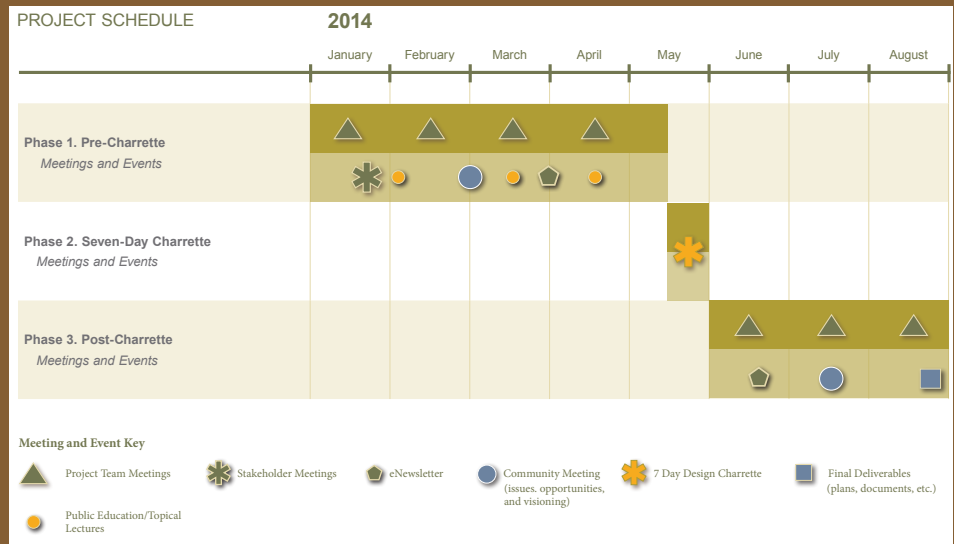 PROJECT SCHEDULE
2014
January February March April May June July August
Phase 1. Pre-Charrette
Meetings and Events
Phase 2. Seven-Day Charrette
Meetings and Events
Phase 3. Post-Charrette
Meetings and Events
Meeting and Event Key
Project Team Meetings
Stakeholder Meetings
eNewsletter
Community Meeting
(issues. opportunities,
and visioning)
7 Day Design Charrette
Final Deliverables
(plans, documents, etc.)
Public Education/Topical
Lectures